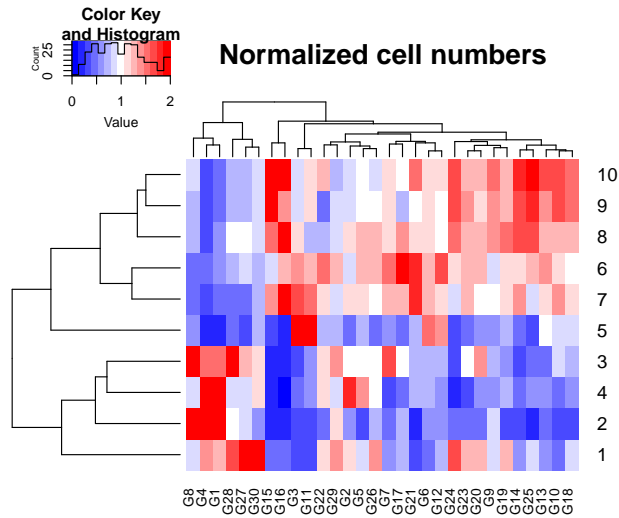 Color Key
and Histogram
Normalized cell numbers
Count
0 25
0 1 2
Value
10
9
8
6
7
5
3
4
2
1
G8 G4 G1 G28 G27 G30 G15 G16 G3 G11 G22 G29 G2 G5 G26 G7 G17 G21 G6 G12 G24 G23 G20 G9 G19 G14 G25 G13 G10 G18